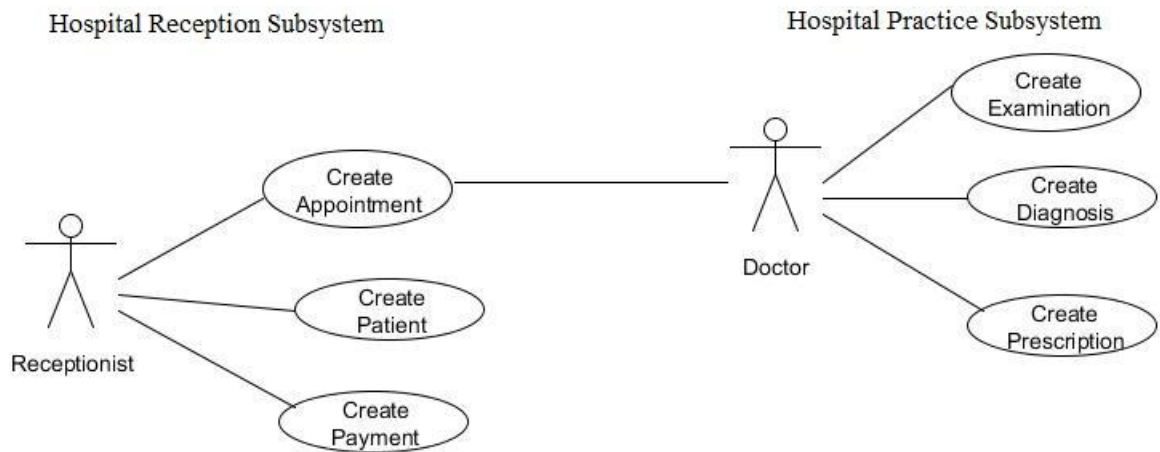 Hospital Reception Subsystem
Hospital Practice Subsystem
Create
Appointment
Create
Patient
Create
Payment
Receptionist
Doctor
Create
Examination
Create
Diagnosis
Create
Prescription